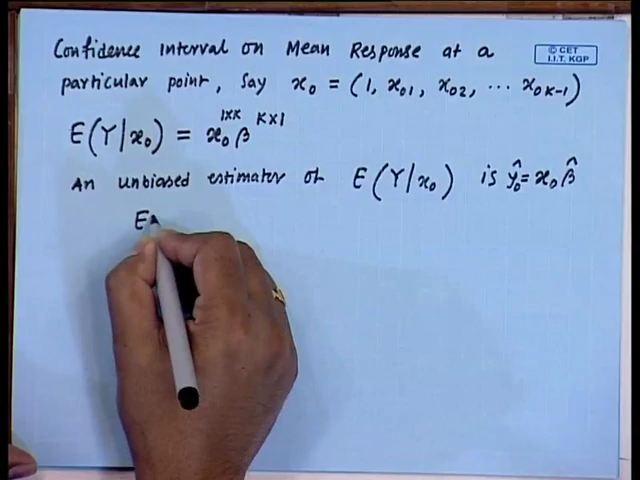 Confidence Interval on Mean Response at a
© CET
I.I.T. KGP
particular point, Say x₀ = (1, x₀₁, x₀₂, ... x₀ₖ₋₁)
E(Y|x₀) = x₀ β 1×K K×1
An unbiased estimator of E(Y|x₀) is ŷ₀ = x₀ β̂
E